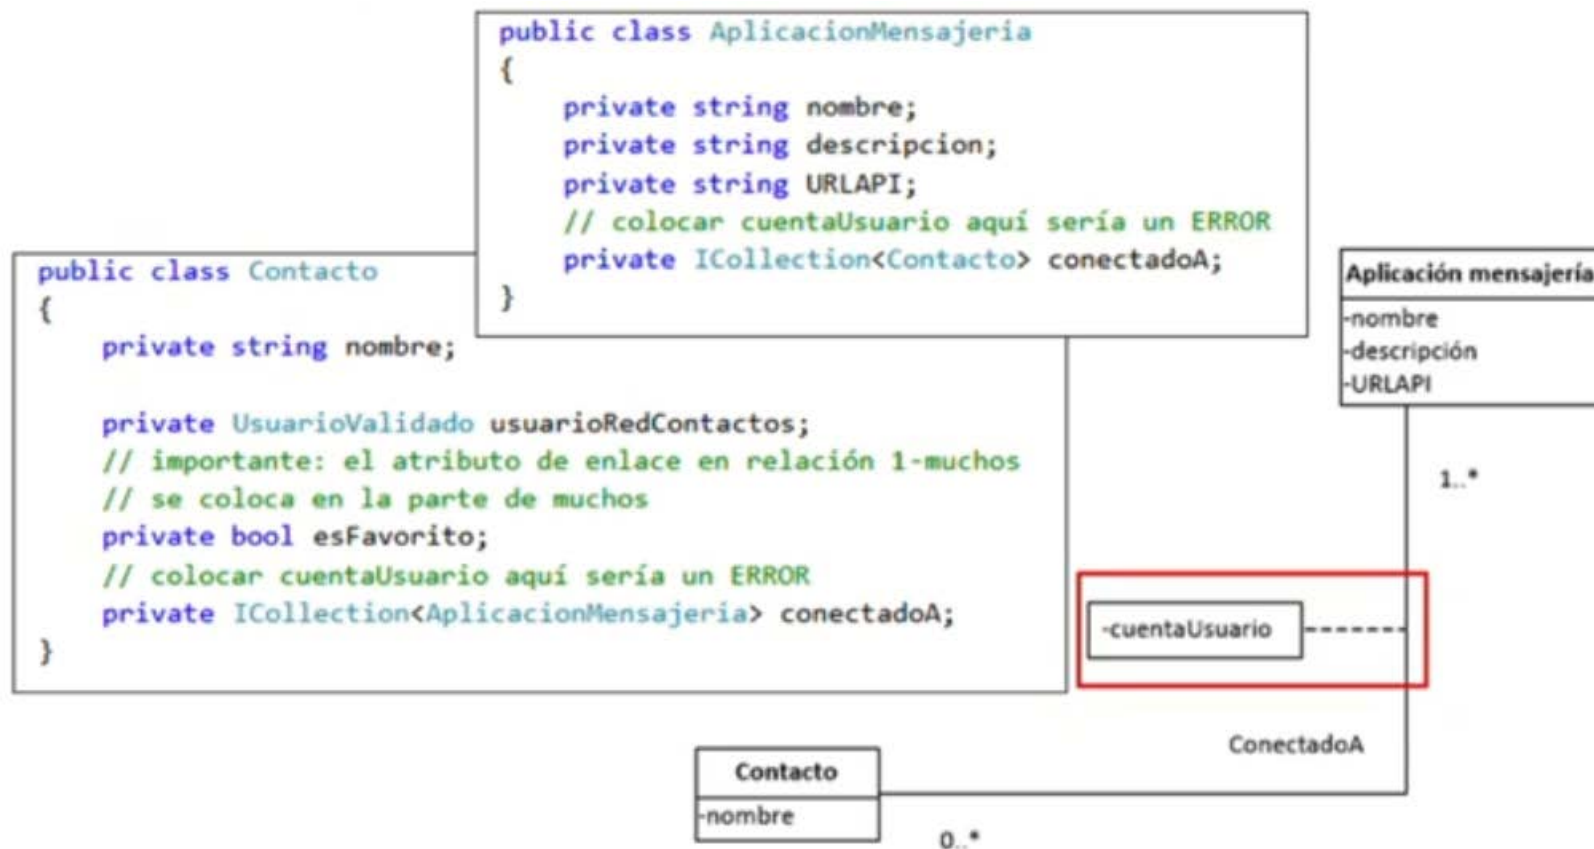 public class AplicacionMensajeria
{
private string nombre;
private string descripcion;
private string URLAPI;
// colocar cuentaUsuario aquí sería un ERROR
private ICollection<Contacto> conectadoA;
}
public class Contacto
{
private string nombre;
private UsuarioValidado usuarioRedContactos;
// importante: el atributo de enlace en relación 1-muchos
// se coloca en la parte de muchos
private bool esFavorito;
// colocar cuentaUsuario aquí sería un ERROR
private ICollection<AplicacionMensajeria> conectadoA;
}
Aplicación mensajería
-nombre
-descripción
-URLAPI
1..*
-cuentaUsuario
ConectadoA
Contacto
-nombre
0..*